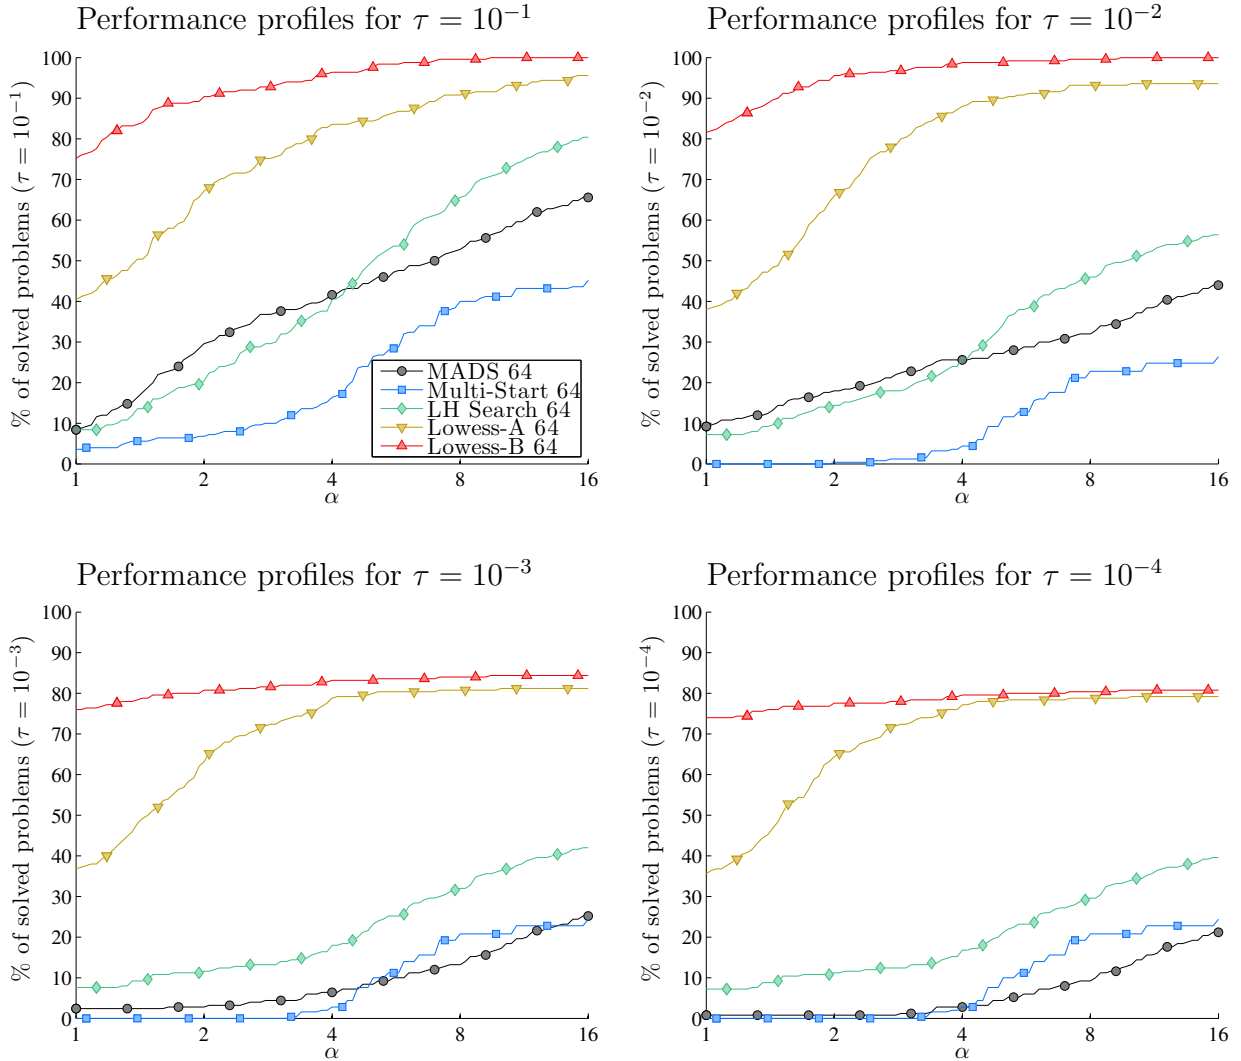 Performance profiles for τ = 10⁻¹
% of solved problems (τ = 10⁻¹)
100
90
80
70
60
50
40
30
20
10
0
MADS 64
Multi-Start 64
LH Search 64
Lowess-A 64
Lowess-B 64
1 2 4 8 16
α
Performance profiles for τ = 10⁻²
% of solved problems (τ = 10⁻²)
100
90
80
70
60
50
40
30
20
10
0
1 2 4 8 16
α
Performance profiles for τ = 10⁻³
% of solved problems (τ = 10⁻³)
100
90
80
70
60
50
40
30
20
10
0
1 2 4 8 16
α
Performance profiles for τ = 10⁻⁴
% of solved problems (τ = 10⁻⁴)
100
90
80
70
60
50
40
30
20
10
0
1 2 4 8 16
α